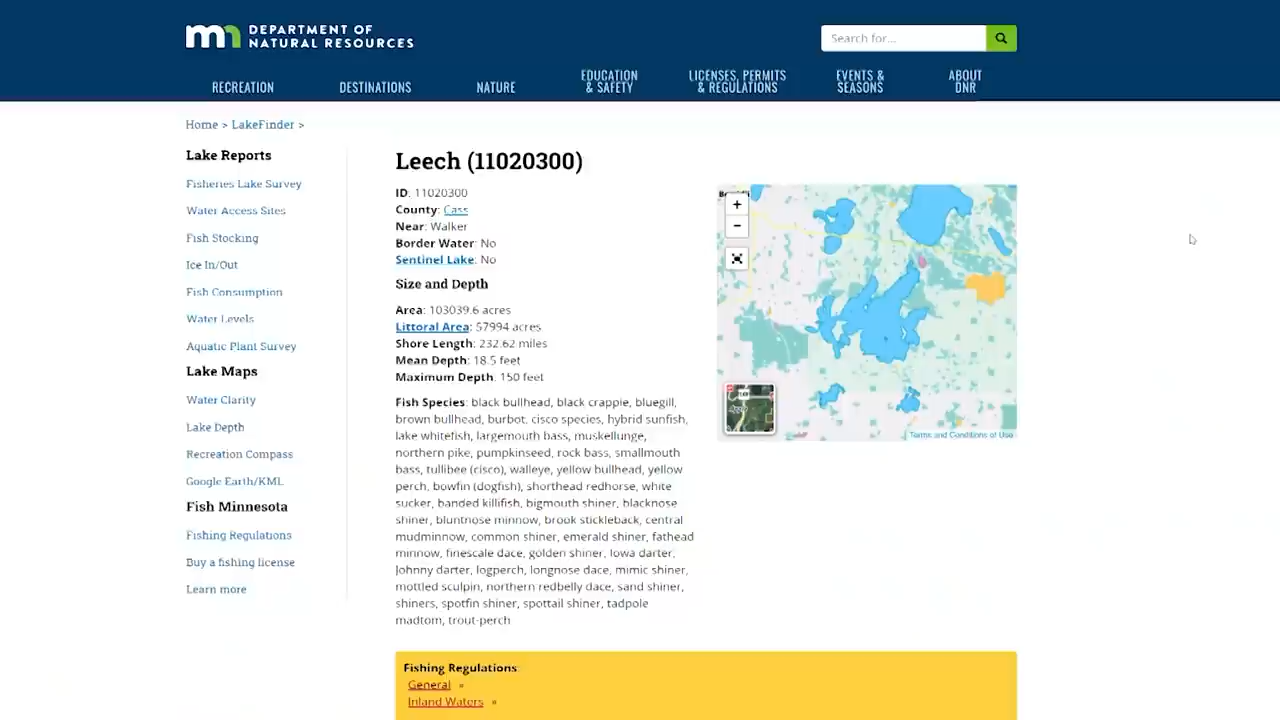 DEPARTMENT OF
NATURAL RESOURCES
Search for...
RECREATION
DESTINATIONS
NATURE
EDUCATION
& SAFETY
LICENSES, PERMITS
& REGULATIONS
EVENTS &
SEASONS
ABOUT
DNR
Home > LakeFinder >
Lake Reports
Fisheries Lake Survey
Water Access Sites
Fish Stocking
Ice In/Out
Fish Consumption
Water Levels
Aquatic Plant Survey
Lake Maps
Water Clarity
Lake Depth
Recreation Compass
Google Earth/KML
Fish Minnesota
Fishing Regulations
Buy a fishing license
Learn more
Leech (11020300)
ID: 11020300
County: Cass
Near: Walker
Border Water: No
Sentinel Lake: No
Size and Depth
Area: 103039.6 acres
Littoral Area: 57994 acres
Shore Length: 232.62 miles
Mean Depth: 18.5 feet
Maximum Depth: 150 feet
Fish Species: black bullhead, black crappie, bluegill,
brown bullhead, burbot, cisco species, hybrid sunfish,
lake whitefish, largemouth bass, muskellunge,
northern pike, pumpkinseed, rock bass, smallmouth
bass, tullibee (cisco), walleye, yellow bullhead, yellow
perch, bowfin (dogfish), shorthead redhorse, white
sucker, banded killifish, bigmouth shiner, blacknose
shiner, bluntnose minnow, brook stickleback, central
mudminnow, common shiner, emerald shiner, fathead
minnow, finescale dace, golden shiner, Iowa darter,
Johnny darter, logperch, longnose dace, mimic shiner,
mottled sculpin, northern redbelly dace, sand shiner,
shiners, spotfin shiner, spottail shiner, tadpole
madtom, trout-perch
+
−
Terms and Conditions of Use
Fishing Regulations:
General »
Inland Waters »